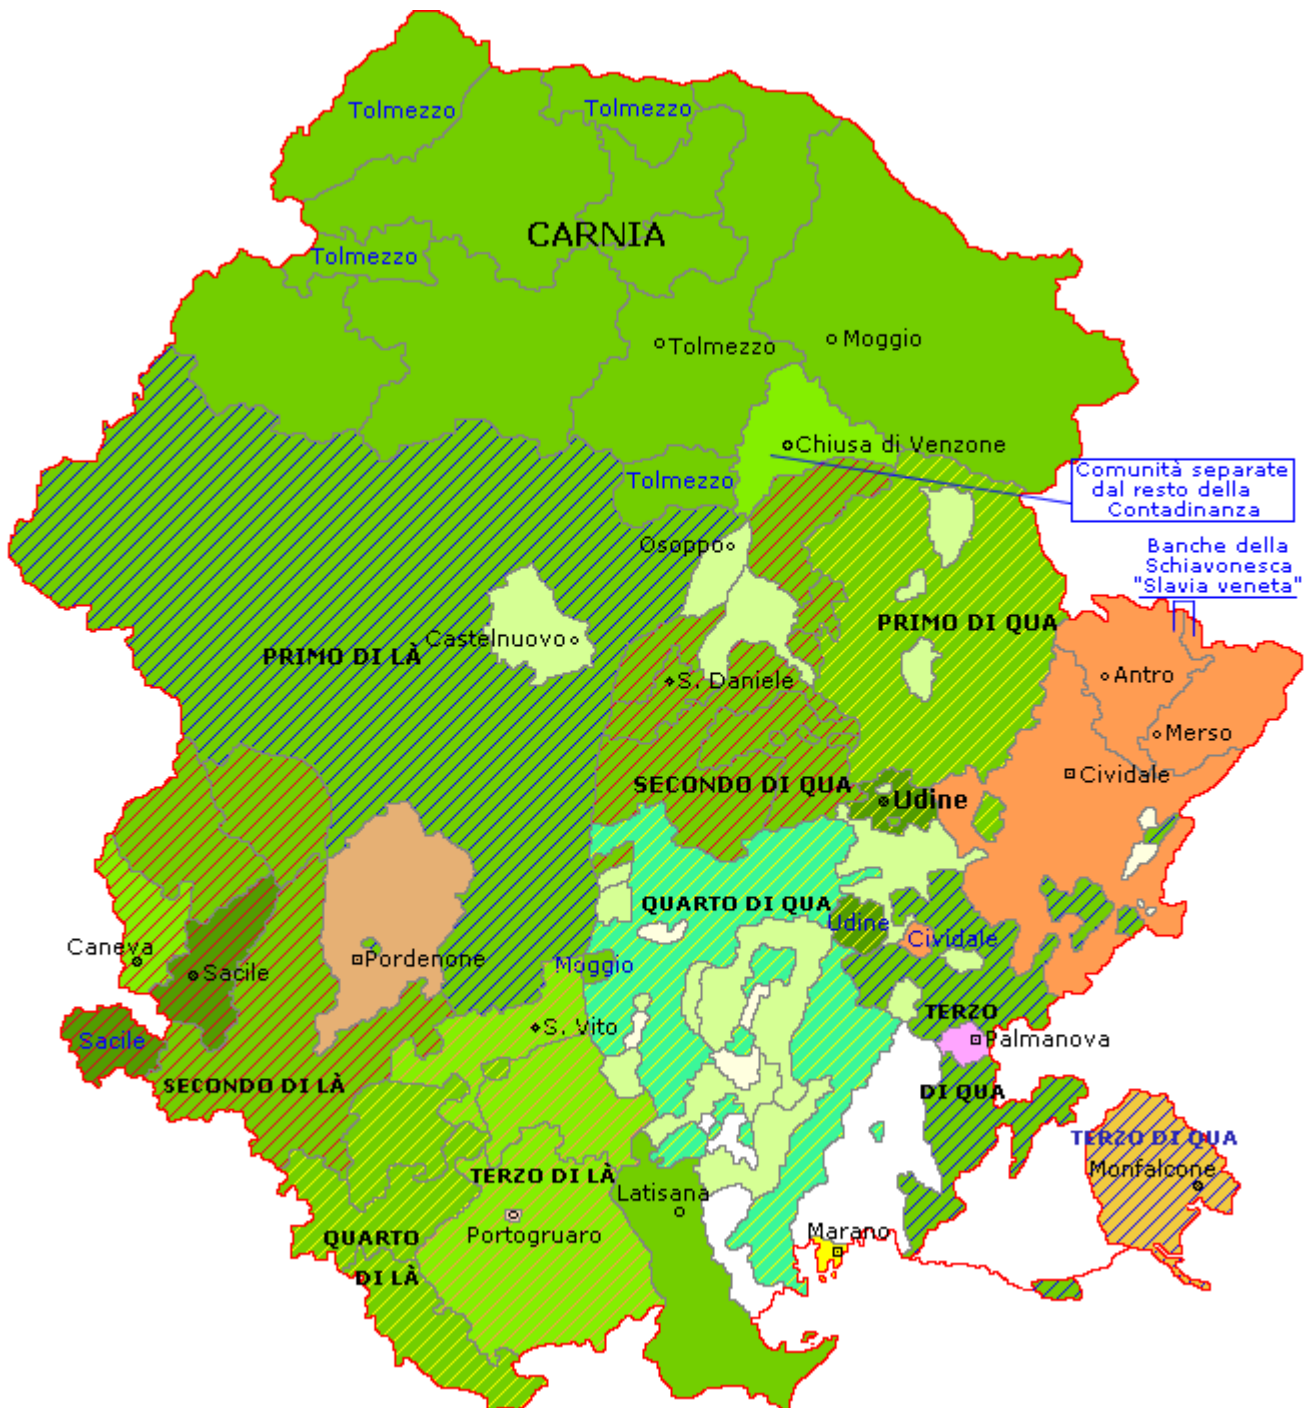 Tolmezzo
Tolmezzo
CARNIA
Tolmezzo
Tolmezzo
Moggio
Chiusa di Venzone
Tolmezzo
Comunità separate
dal resto della
Contadinanza
Osoppo
Banche della
Schiavonesca
"Slavia veneta"
PRIMO DI QUA
Castelnuovo
PRIMO DI LÀ
S. Daniele
Antro
Merso
Cividale
SECONDO DI QUA
Udine
QUARTO DI QUA
Udine
Cividale
Caneva
Pordenone
Moggio
Sacile
TERZO
S. Vito
Sacile
Palmanova
SECONDO DI LÀ
DI QUA
TERZO DI QUA
Monfalcone
TERZO DI LÀ
Latisana
Portogruaro
Marano
QUARTO
DI LÀ